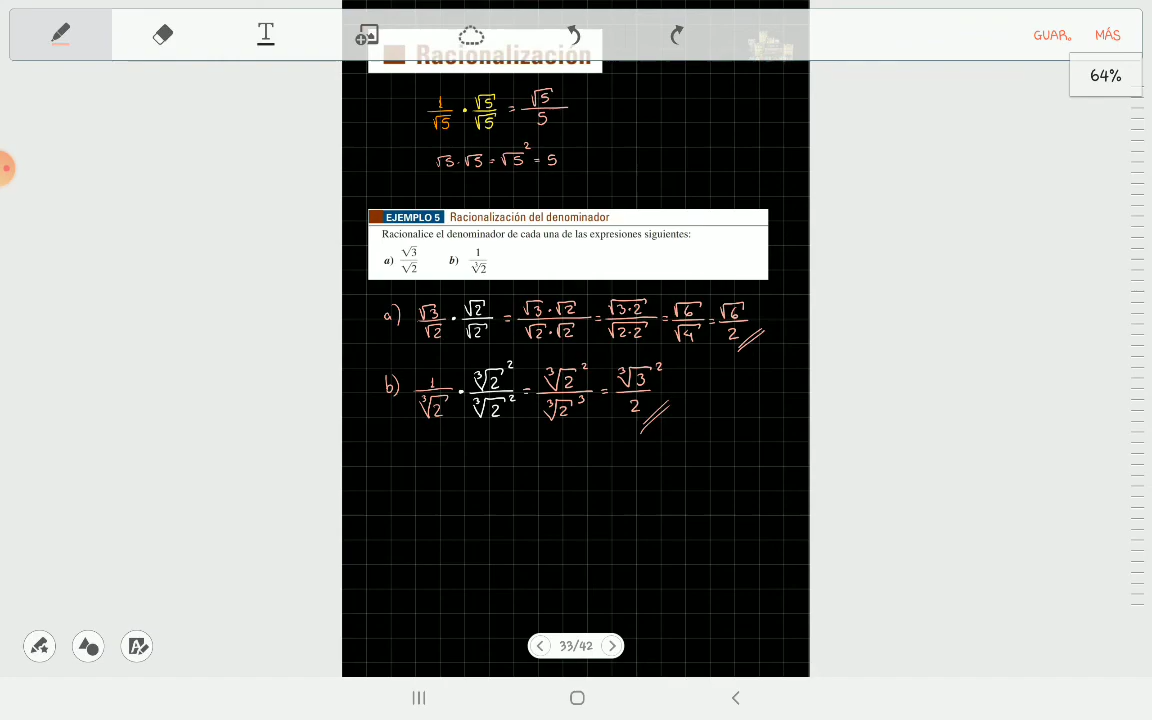 T GUAR. MÁS
64%
Racionalización
1/√5 · √5/√5 = √5/5
√5 · √5 = √5² = 5
EJEMPLO 5 Racionalización del denominador
Racionalice el denominador de cada una de las expresiones siguientes:
a) √3/√2 b) 1/∛2
a) √3/√2 · √2/√2 = √3·√2/√2·√2 = √3·2/√2·2 = √6/√4 = √6/2
b) 1/∛2 · ∛2²/∛2² = ∛2²/∛2³ = ∛3²/2
33/42